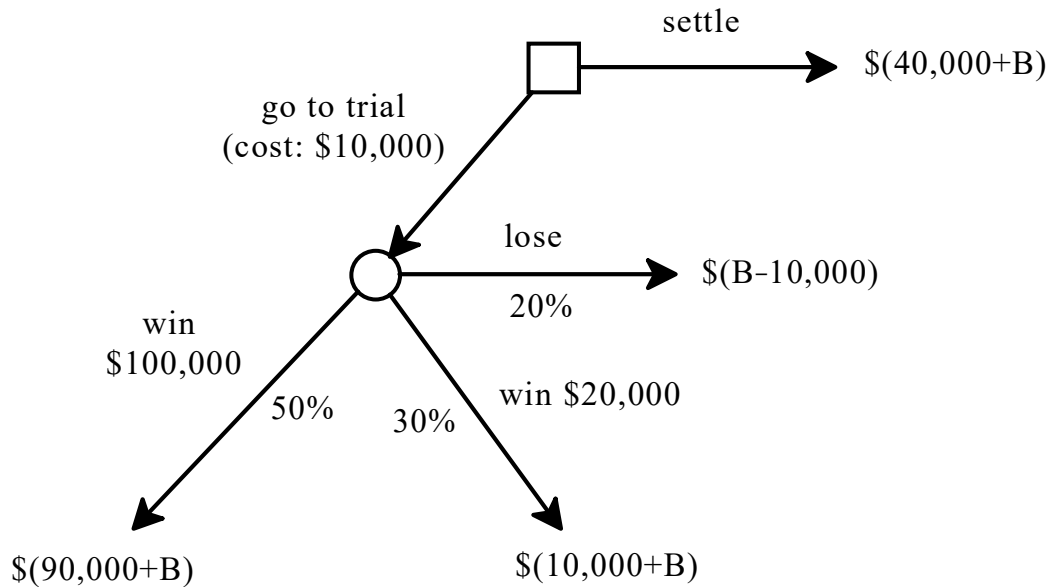 settle
$(40,000+B)
go to trial
(cost: $10,000)
lose
$(B-10,000)
20%
win
$100,000
win $20,000
50%
30%
$(90,000+B)
$(10,000+B)